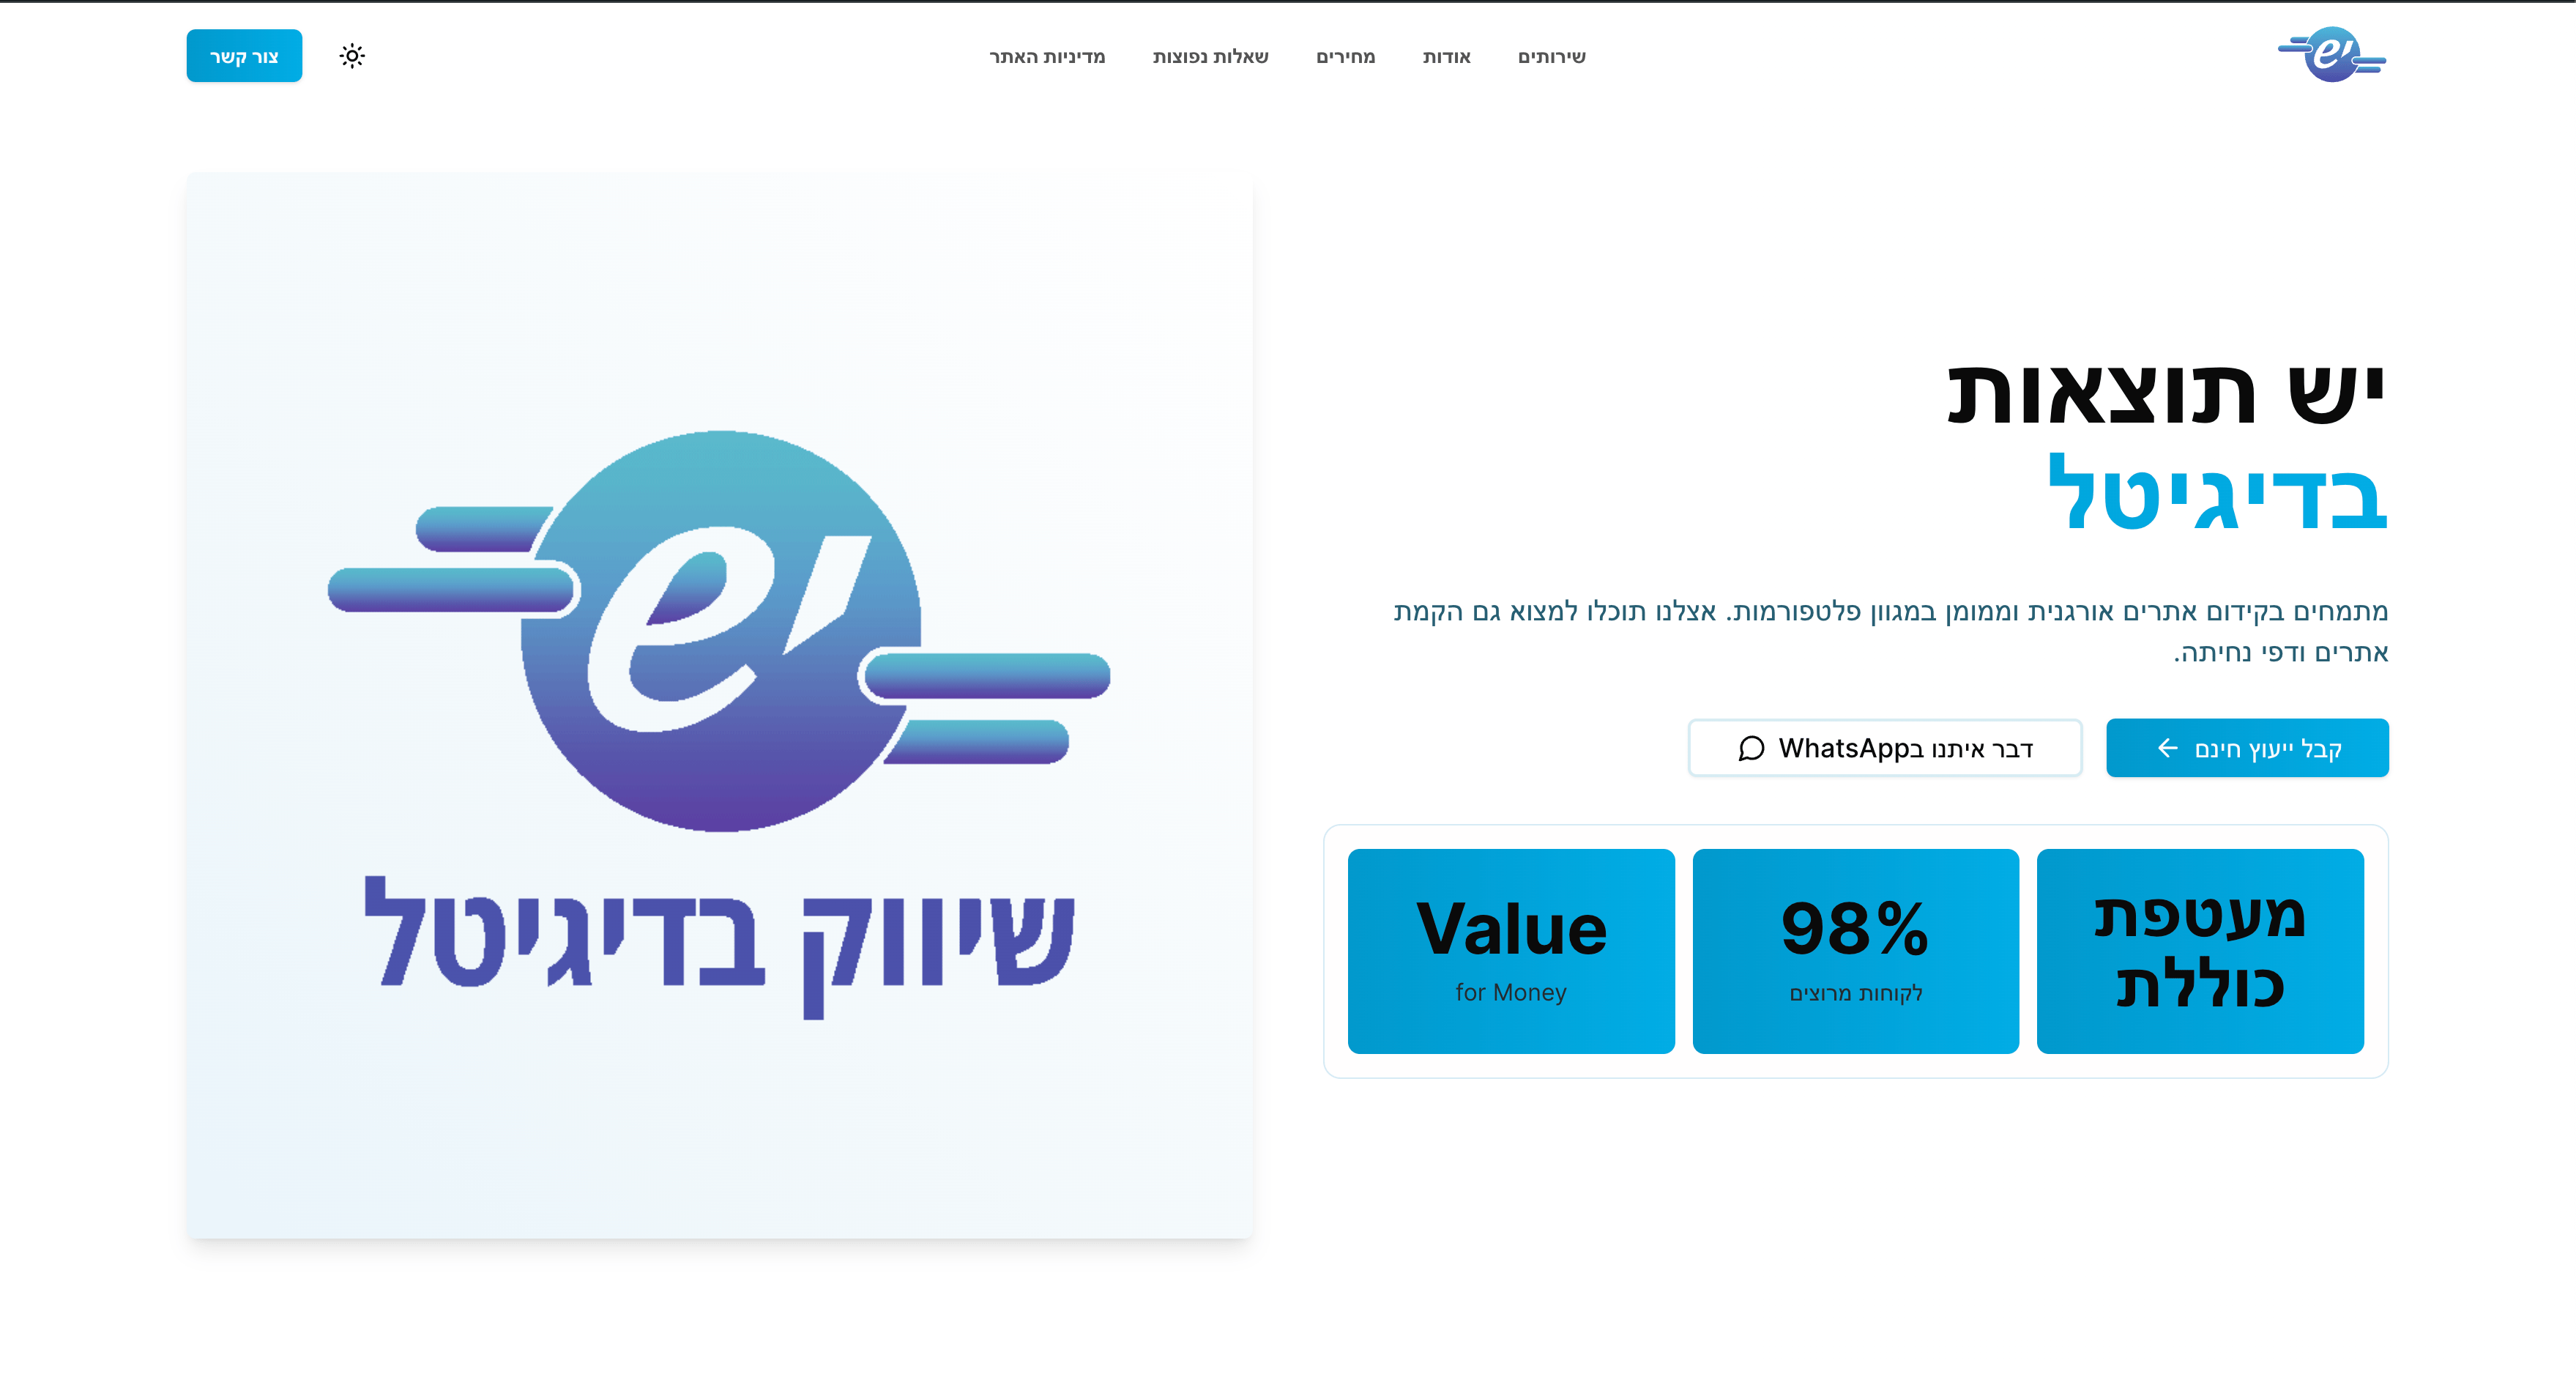 שירותים
אודות
מחירים
שאלות נפוצות
מדיניות האתר
צור קשר
יש תוצאות
בדיגיטל
מתמחים בקידום אתרים אורגנית וממומן במגוון פלטפורמות. אצלנו תוכלו למצוא גם הקמת
אתרים ודפי נחיתה.
קבל ייעוץ חינם
דבר איתנו בWhatsApp
מעטפת
כוללת
98%
לקוחות מרוצים
Value
for Money
e'
שיווק בדיגיטל